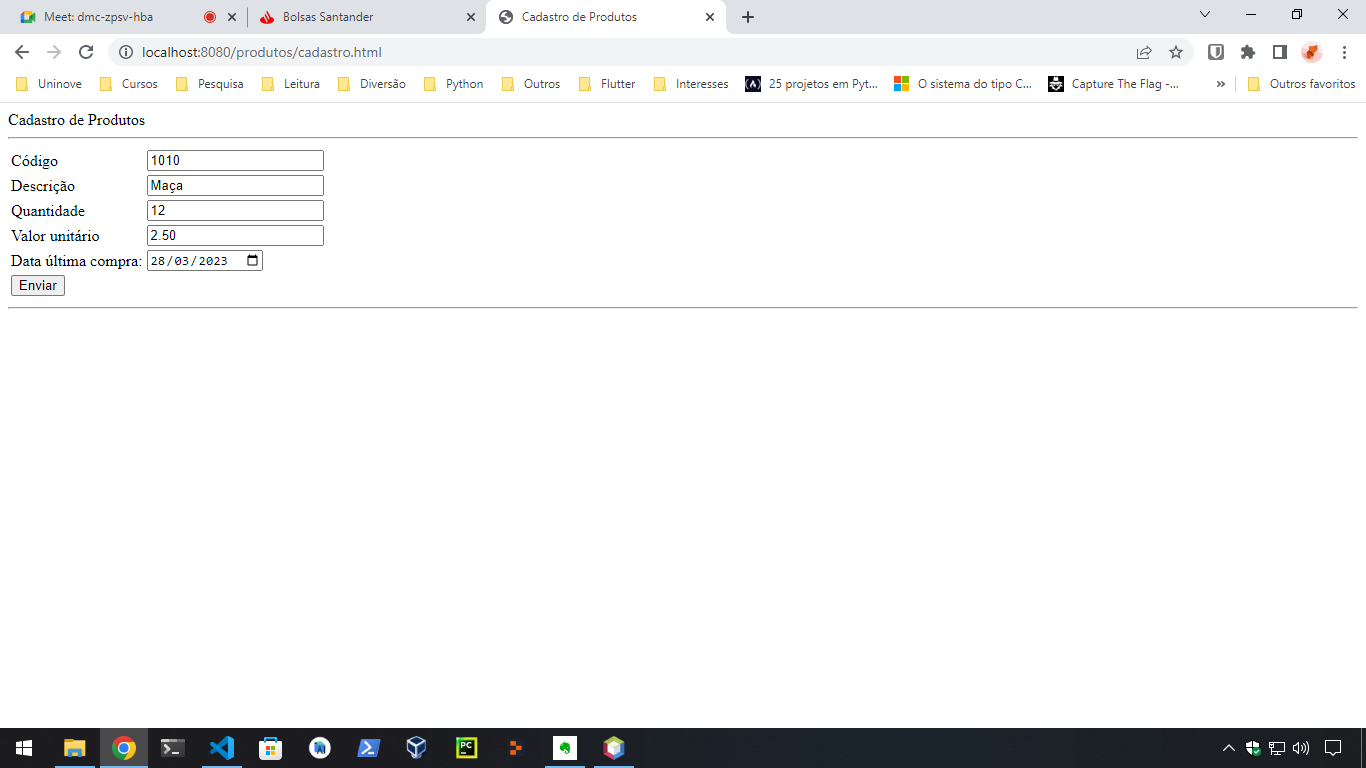 Meet: dmc-zpsv-hba Bolsas Santander Cadastro de Produtos
localhost:8080/produtos/cadastro.html
Uninove Cursos Pesquisa Leitura Diversão Python Outros Flutter Interesses 25 projetos em Pyt... O sistema do tipo C... Capture The Flag -... » Outros favoritos
Cadastro de Produtos
Código 1010
Descrição Maça
Quantidade 12
Valor unitário 2.50
Data última compra: 28/03/2023
Enviar
PC